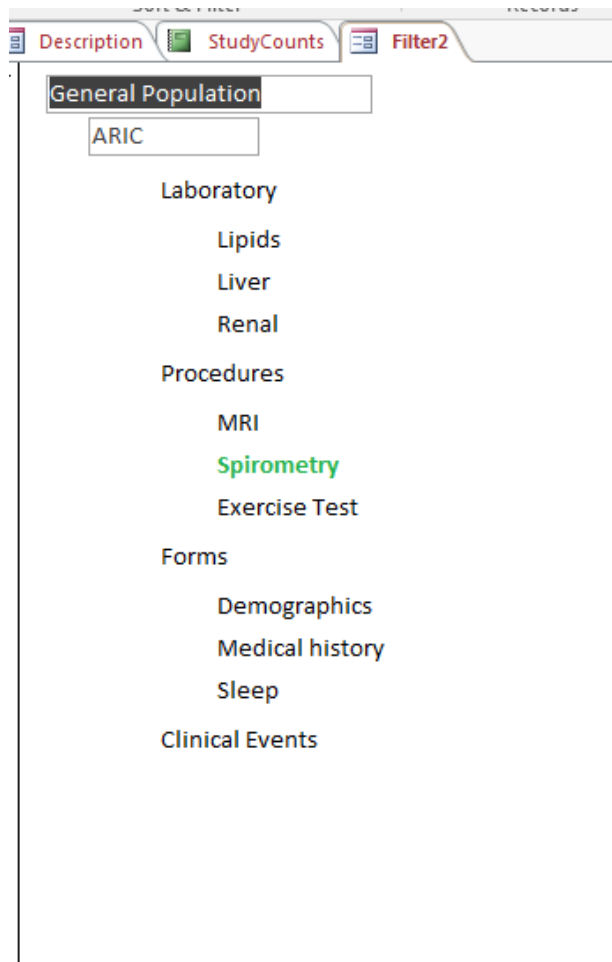 Description StudyCounts Filter2
General Population
ARIC
Laboratory
Lipids
Liver
Renal
Procedures
MRI
Spirometry
Exercise Test
Forms
Demographics
Medical history
Sleep
Clinical Events